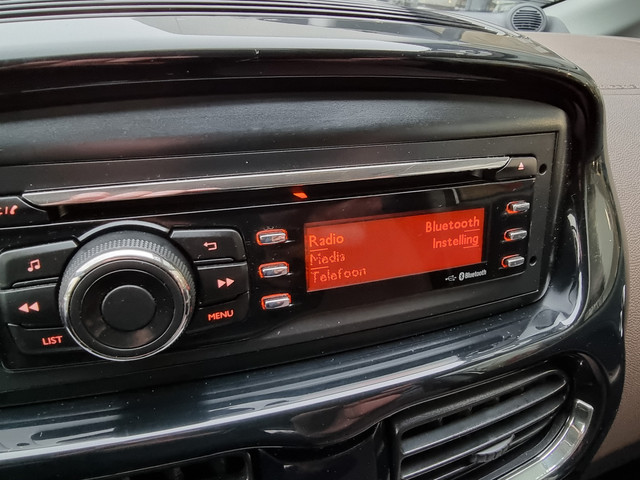 Radio
Bluetooth
Media
Instelling
Telefoon
Bluetooth
LIST
MENU